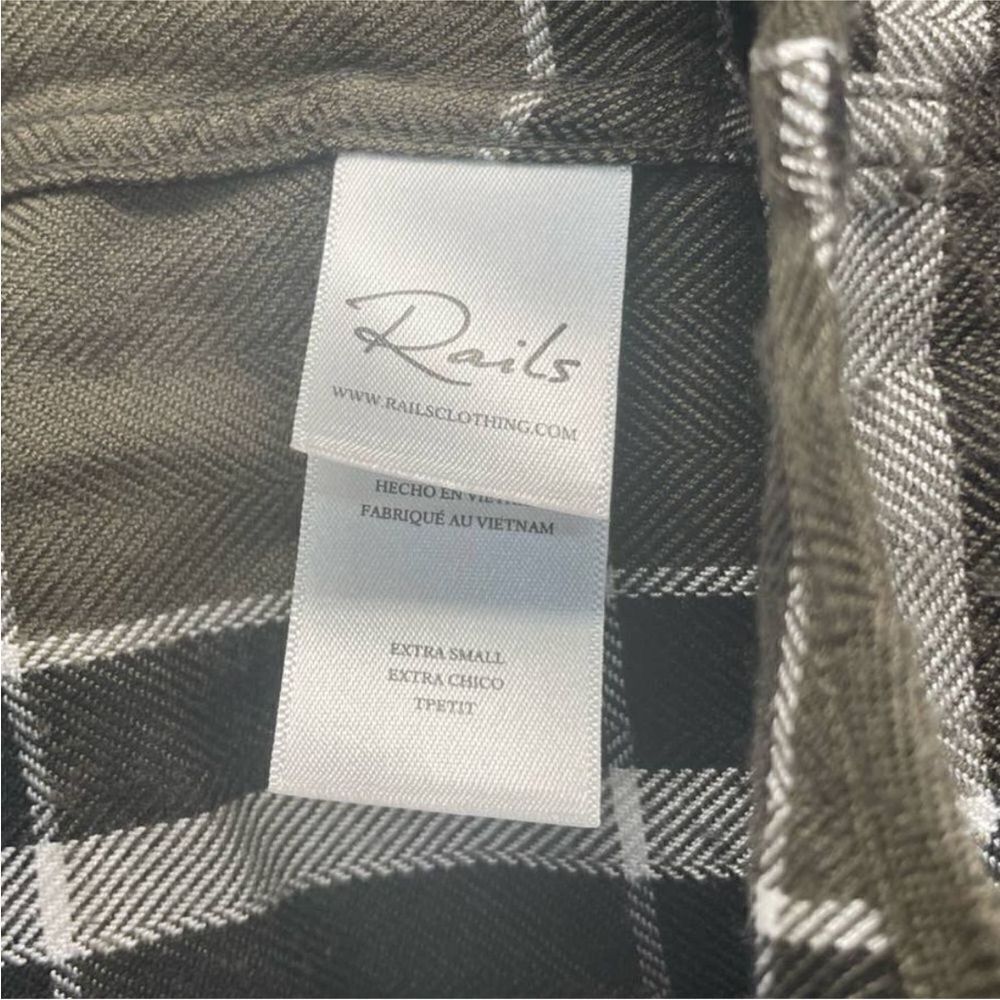 Rails
WWW.RAILSCLOTHING.COM
HECHO EN
FABRIQUÉ AU VIETNAM
EXTRA SMALL
EXTRA CHICO
TPETIT